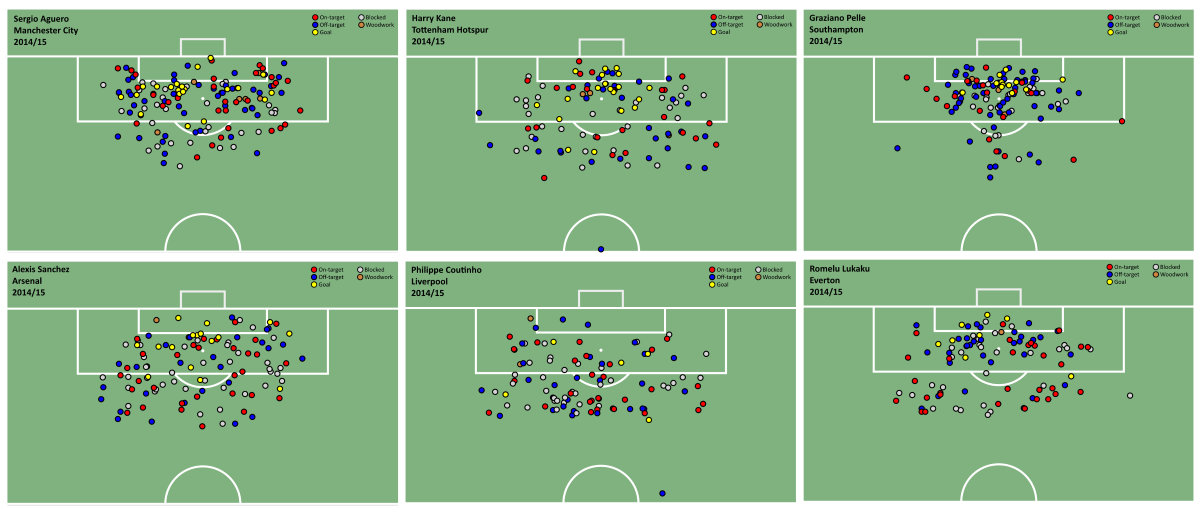 Sergio Aguero
Manchester City
2014/15
On-target
Blocked
Off-target
Woodwork
Goal
Harry Kane
Tottenham Hotspur
2014/15
On-target
Blocked
Off-target
Woodwork
Goal
Graziano Pelle
Southampton
2014/15
On-target
Blocked
Off-target
Woodwork
Goal
Alexis Sanchez
Arsenal
2014/15
On-target
Blocked
Off-target
Woodwork
Goal
Philippe Coutinho
Liverpool
2014/15
On-target
Blocked
Off-target
Woodwork
Goal
Romelu Lukaku
Everton
2014/15
On-target
Blocked
Off-target
Woodwork
Goal